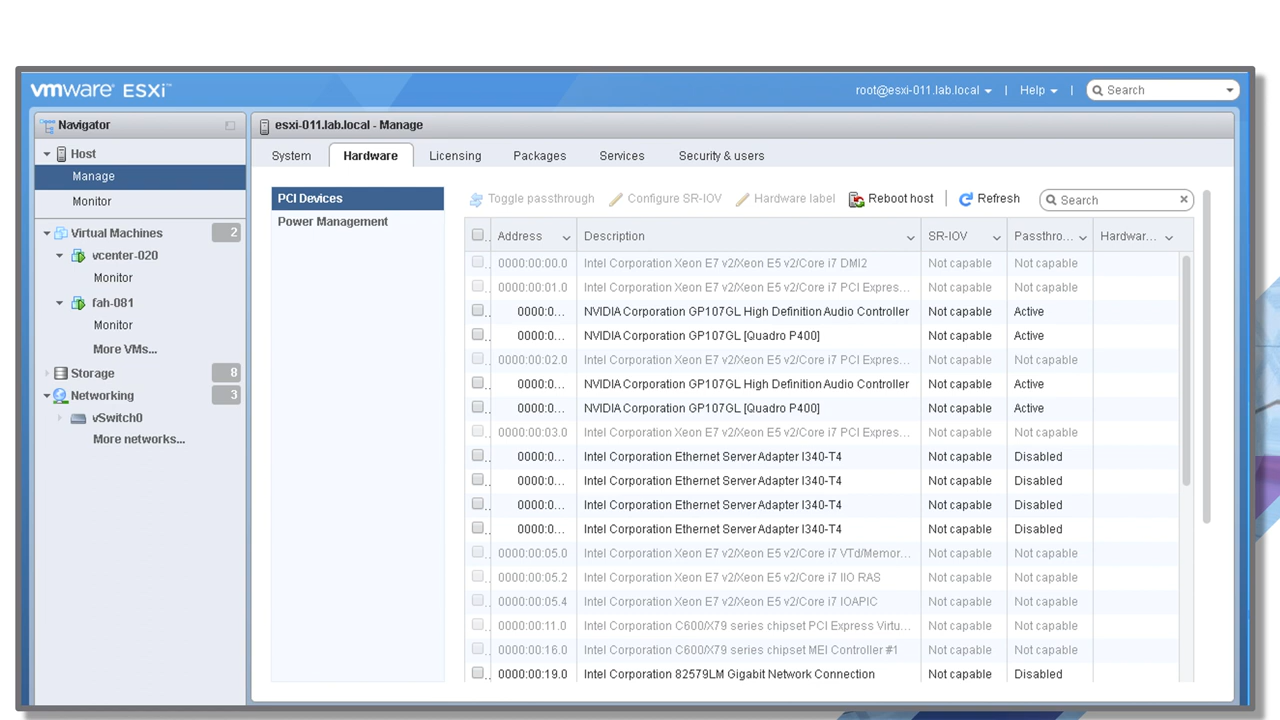 vmware ESXi™
root@esxi-011.lab.local | Help | Search
Navigator
Host
Manage
Monitor
Virtual Machines 2
vcenter-020
Monitor
fah-081
Monitor
More VMs...
Storage 8
Networking 3
vSwitch0
More networks...
esxi-011.lab.local - Manage
System Hardware Licensing Packages Services Security & users
PCI Devices
Power Management
Toggle passthrough Configure SR-IOV Hardware label Reboot host | Refresh Search
Address Description SR-IOV Passthro... Hardwar...
0000:00:00.0 Intel Corporation Xeon E7 v2/Xeon E5 v2/Core i7 DMI2 Not capable Not capable
0000:00:01.0 Intel Corporation Xeon E7 v2/Xeon E5 v2/Core i7 PCI Expres... Not capable Not capable
0000:0... NVIDIA Corporation GP107GL High Definition Audio Controller Not capable Active
0000:0... NVIDIA Corporation GP107GL [Quadro P400] Not capable Active
0000:00:02.0 Intel Corporation Xeon E7 v2/Xeon E5 v2/Core i7 PCI Expres... Not capable Not capable
0000:0... NVIDIA Corporation GP107GL High Definition Audio Controller Not capable Active
0000:0... NVIDIA Corporation GP107GL [Quadro P400] Not capable Active
0000:00:03.0 Intel Corporation Xeon E7 v2/Xeon E5 v2/Core i7 PCI Expres... Not capable Not capable
0000:0... Intel Corporation Ethernet Server Adapter I340-T4 Not capable Disabled
0000:0... Intel Corporation Ethernet Server Adapter I340-T4 Not capable Disabled
0000:0... Intel Corporation Ethernet Server Adapter I340-T4 Not capable Disabled
0000:0... Intel Corporation Ethernet Server Adapter I340-T4 Not capable Disabled
0000:00:05.0 Intel Corporation Xeon E7 v2/Xeon E5 v2/Core i7 VTd/Memor... Not capable Not capable
0000:00:05.2 Intel Corporation Xeon E7 v2/Xeon E5 v2/Core i7 IIO RAS Not capable Not capable
0000:00:05.4 Intel Corporation Xeon E7 v2/Xeon E5 v2/Core i7 IOAPIC Not capable Not capable
0000:00:11.0 Intel Corporation C600/X79 series chipset PCI Express Virtu... Not capable Not capable
0000:00:16.0 Intel Corporation C600/X79 series chipset MEI Controller #1 Not capable Not capable
0000:00:19.0 Intel Corporation 82579LM Gigabit Network Connection Not capable Disabled